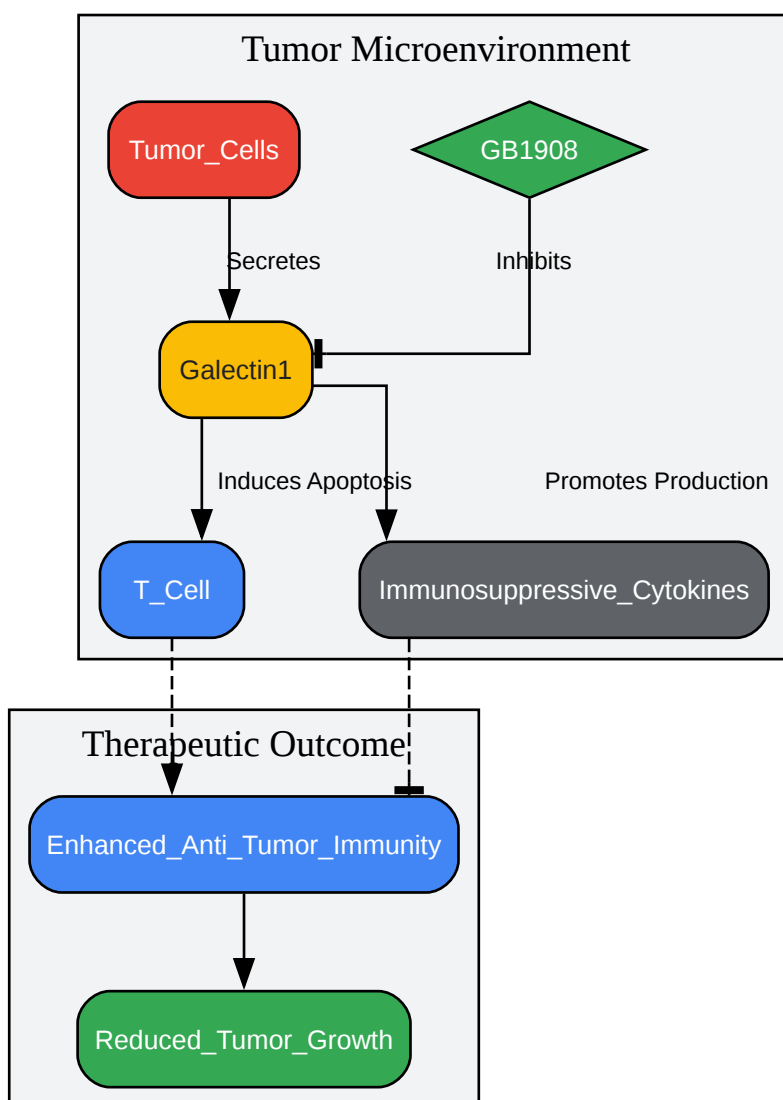 Tumor Microenvironment
Tumor_Cells
GB1908
Secretes
Inhibits
Galectin1
Induces Apoptosis
Promotes Production
T_Cell
Immunosuppressive_Cytokines
Therapeutic Outcome
Enhanced_Anti_Tumor_Immunity
Reduced_Tumor_Growth